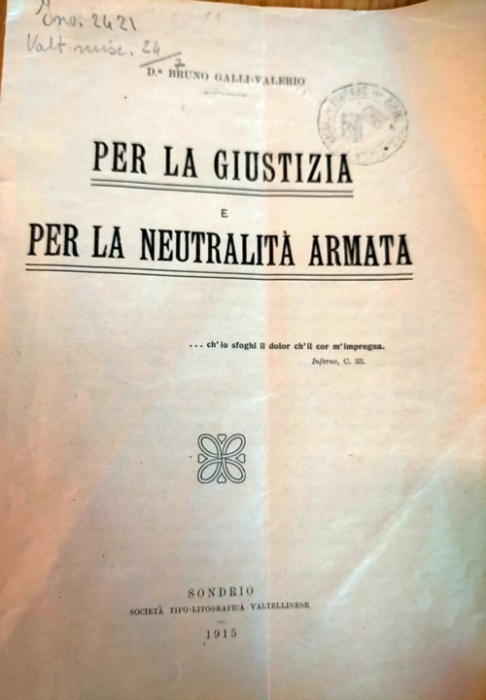 Inv. 2421
Valt. misc. 24
7
D.r BRUNO GALLI-VALERIO
PER LA GIUSTIZIA
E
PER LA NEUTRALITÀ ARMATA
... ch'io sfoghi il dolor ch'il cor m'impregna.
Inferno, C. 33.
SONDRIO
SOCIETÀ TIPO-LITOGRAFICA VALTELLINESE
1915